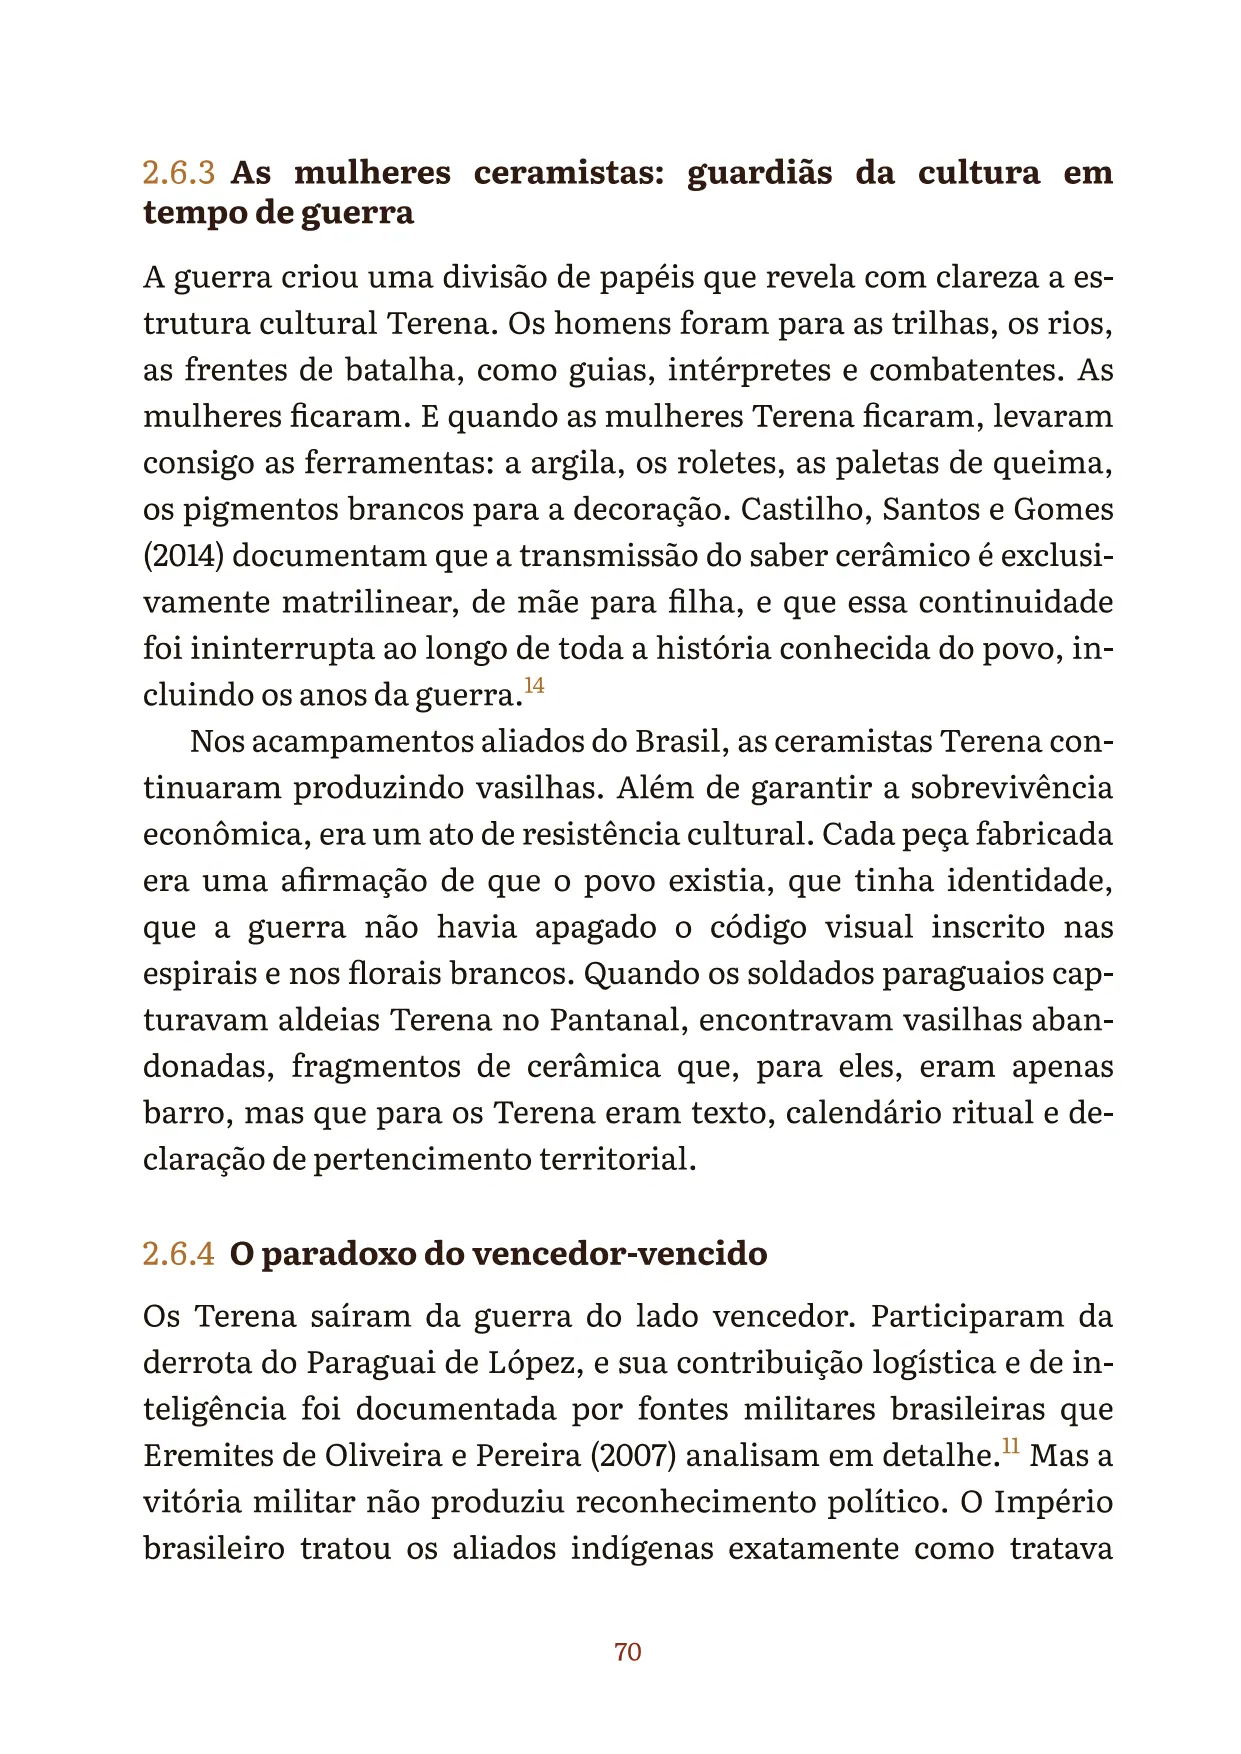 2.6.3 As mulheres ceramistas: guardiãs da cultura em
tempo de guerra
A guerra criou uma divisão de papéis que revela com clareza a es-
trutura cultural Terena. Os homens foram para as trilhas, os rios,
as frentes de batalha, como guias, intérpretes e combatentes. As
mulheres ficaram. E quando as mulheres Terena ficaram, levaram
consigo as ferramentas: a argila, os roletes, as paletas de queima,
os pigmentos brancos para a decoração. Castilho, Santos e Gomes
(2014) documentam que a transmissão do saber cerâmico é exclusi-
vamente matrilinear, de mãe para filha, e que essa continuidade
foi ininterrupta ao longo de toda a história conhecida do povo, in-
cluindo os anos da guerra.14
Nos acampamentos aliados do Brasil, as ceramistas Terena con-
tinuaram produzindo vasilhas. Além de garantir a sobrevivência
econômica, era um ato de resistência cultural. Cada peça fabricada
era uma afirmação de que o povo existia, que tinha identidade,
que a guerra não havia apagado o código visual inscrito nas
espirais e nos florais brancos. Quando os soldados paraguaios cap-
turavam aldeias Terena no Pantanal, encontravam vasilhas aban-
donadas, fragmentos de cerâmica que, para eles, eram apenas
barro, mas que para os Terena eram texto, calendário ritual e de-
claração de pertencimento territorial.
2.6.4 O paradoxo do vencedor-vencido
Os Terena saíram da guerra do lado vencedor. Participaram da
derrota do Paraguai de López, e sua contribuição logística e de in-
teligência foi documentada por fontes militares brasileiras que
Eremites de Oliveira e Pereira (2007) analisam em detalhe.11 Mas a
vitória militar não produziu reconhecimento político. O Império
brasileiro tratou os aliados indígenas exatamente como tratava
70